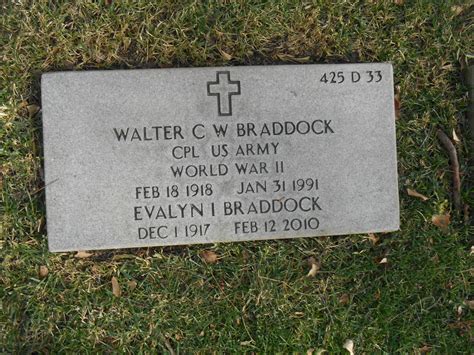 425 D 33
WALTER C W BRADDOCK
CPL US ARMY
WORLD WAR II
FEB 18 1918 JAN 31 1991
EVALYN I BRADDOCK
DEC 1 1917 FEB 12 2010